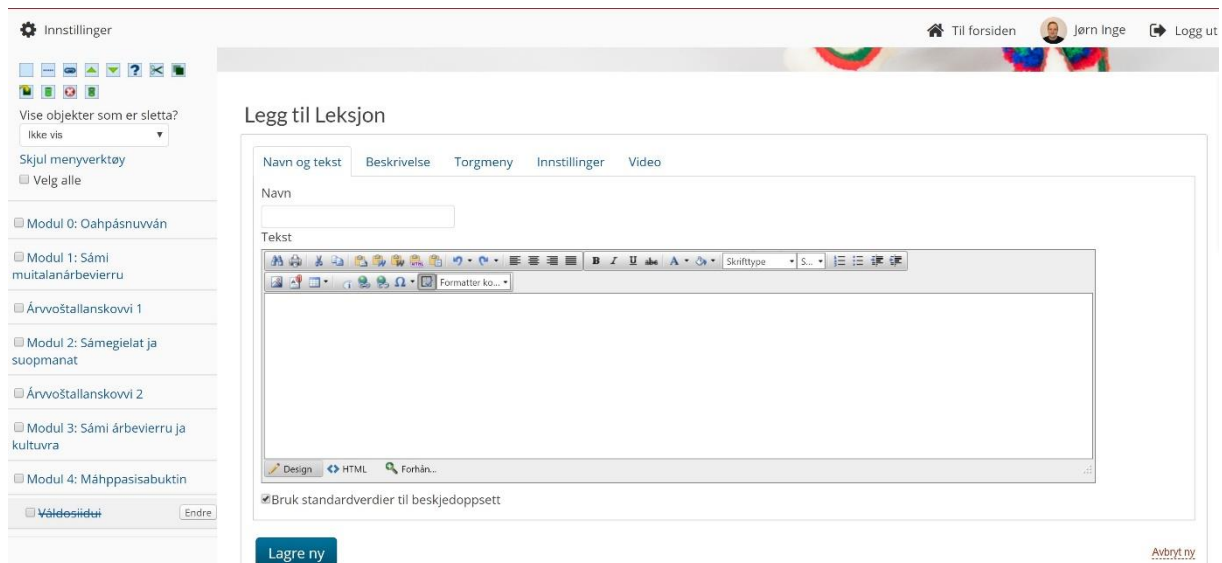 Innstillinger
Til forsiden
Jørn Inge
Logg ut
Vise objekter som er sletta?
Ikke vis
Skjul menyverktøy
Velg alle
Modul 0: Oahpásnuvván
Modul 1: Sámi
muitalanárbevierru
Árvvoštallanskovvi 1
Modul 2: Sámegielat ja
suopmanat
Árvvoštallanskovvi 2
Modul 3: Sámi árbevierru ja
kultuvra
Modul 4: Máhppasisabuktin
Váldosiidui
Endre
Legg til Leksjon
Navn og tekst Beskrivelse Torgmeny Innstillinger Video
Navn
Tekst
B I U abc A Skrifttype S...
Ω Formatter ko...
Design HTML Forhån...
Bruk standardverdier til beskjedoppsett
Lagre ny
Avbryt ny